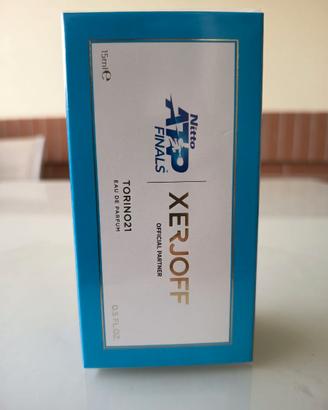 15ml e
Nitto
ATP
FINALS
XERJOFF
OFFICIAL PARTNER
TORINO21
EAU DE PARFUM
0.5 FL.OZ.